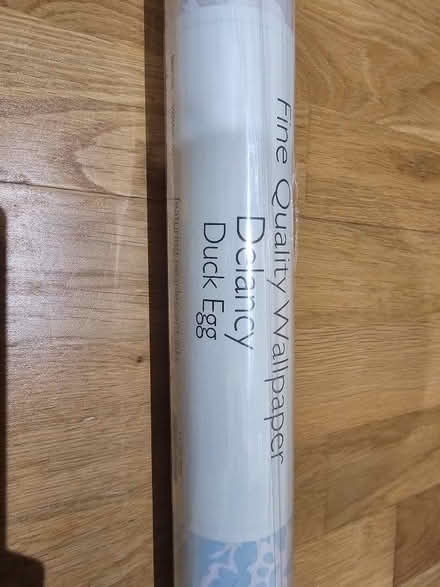 Fine Quality Wallpaper
Delancy
Duck Egg